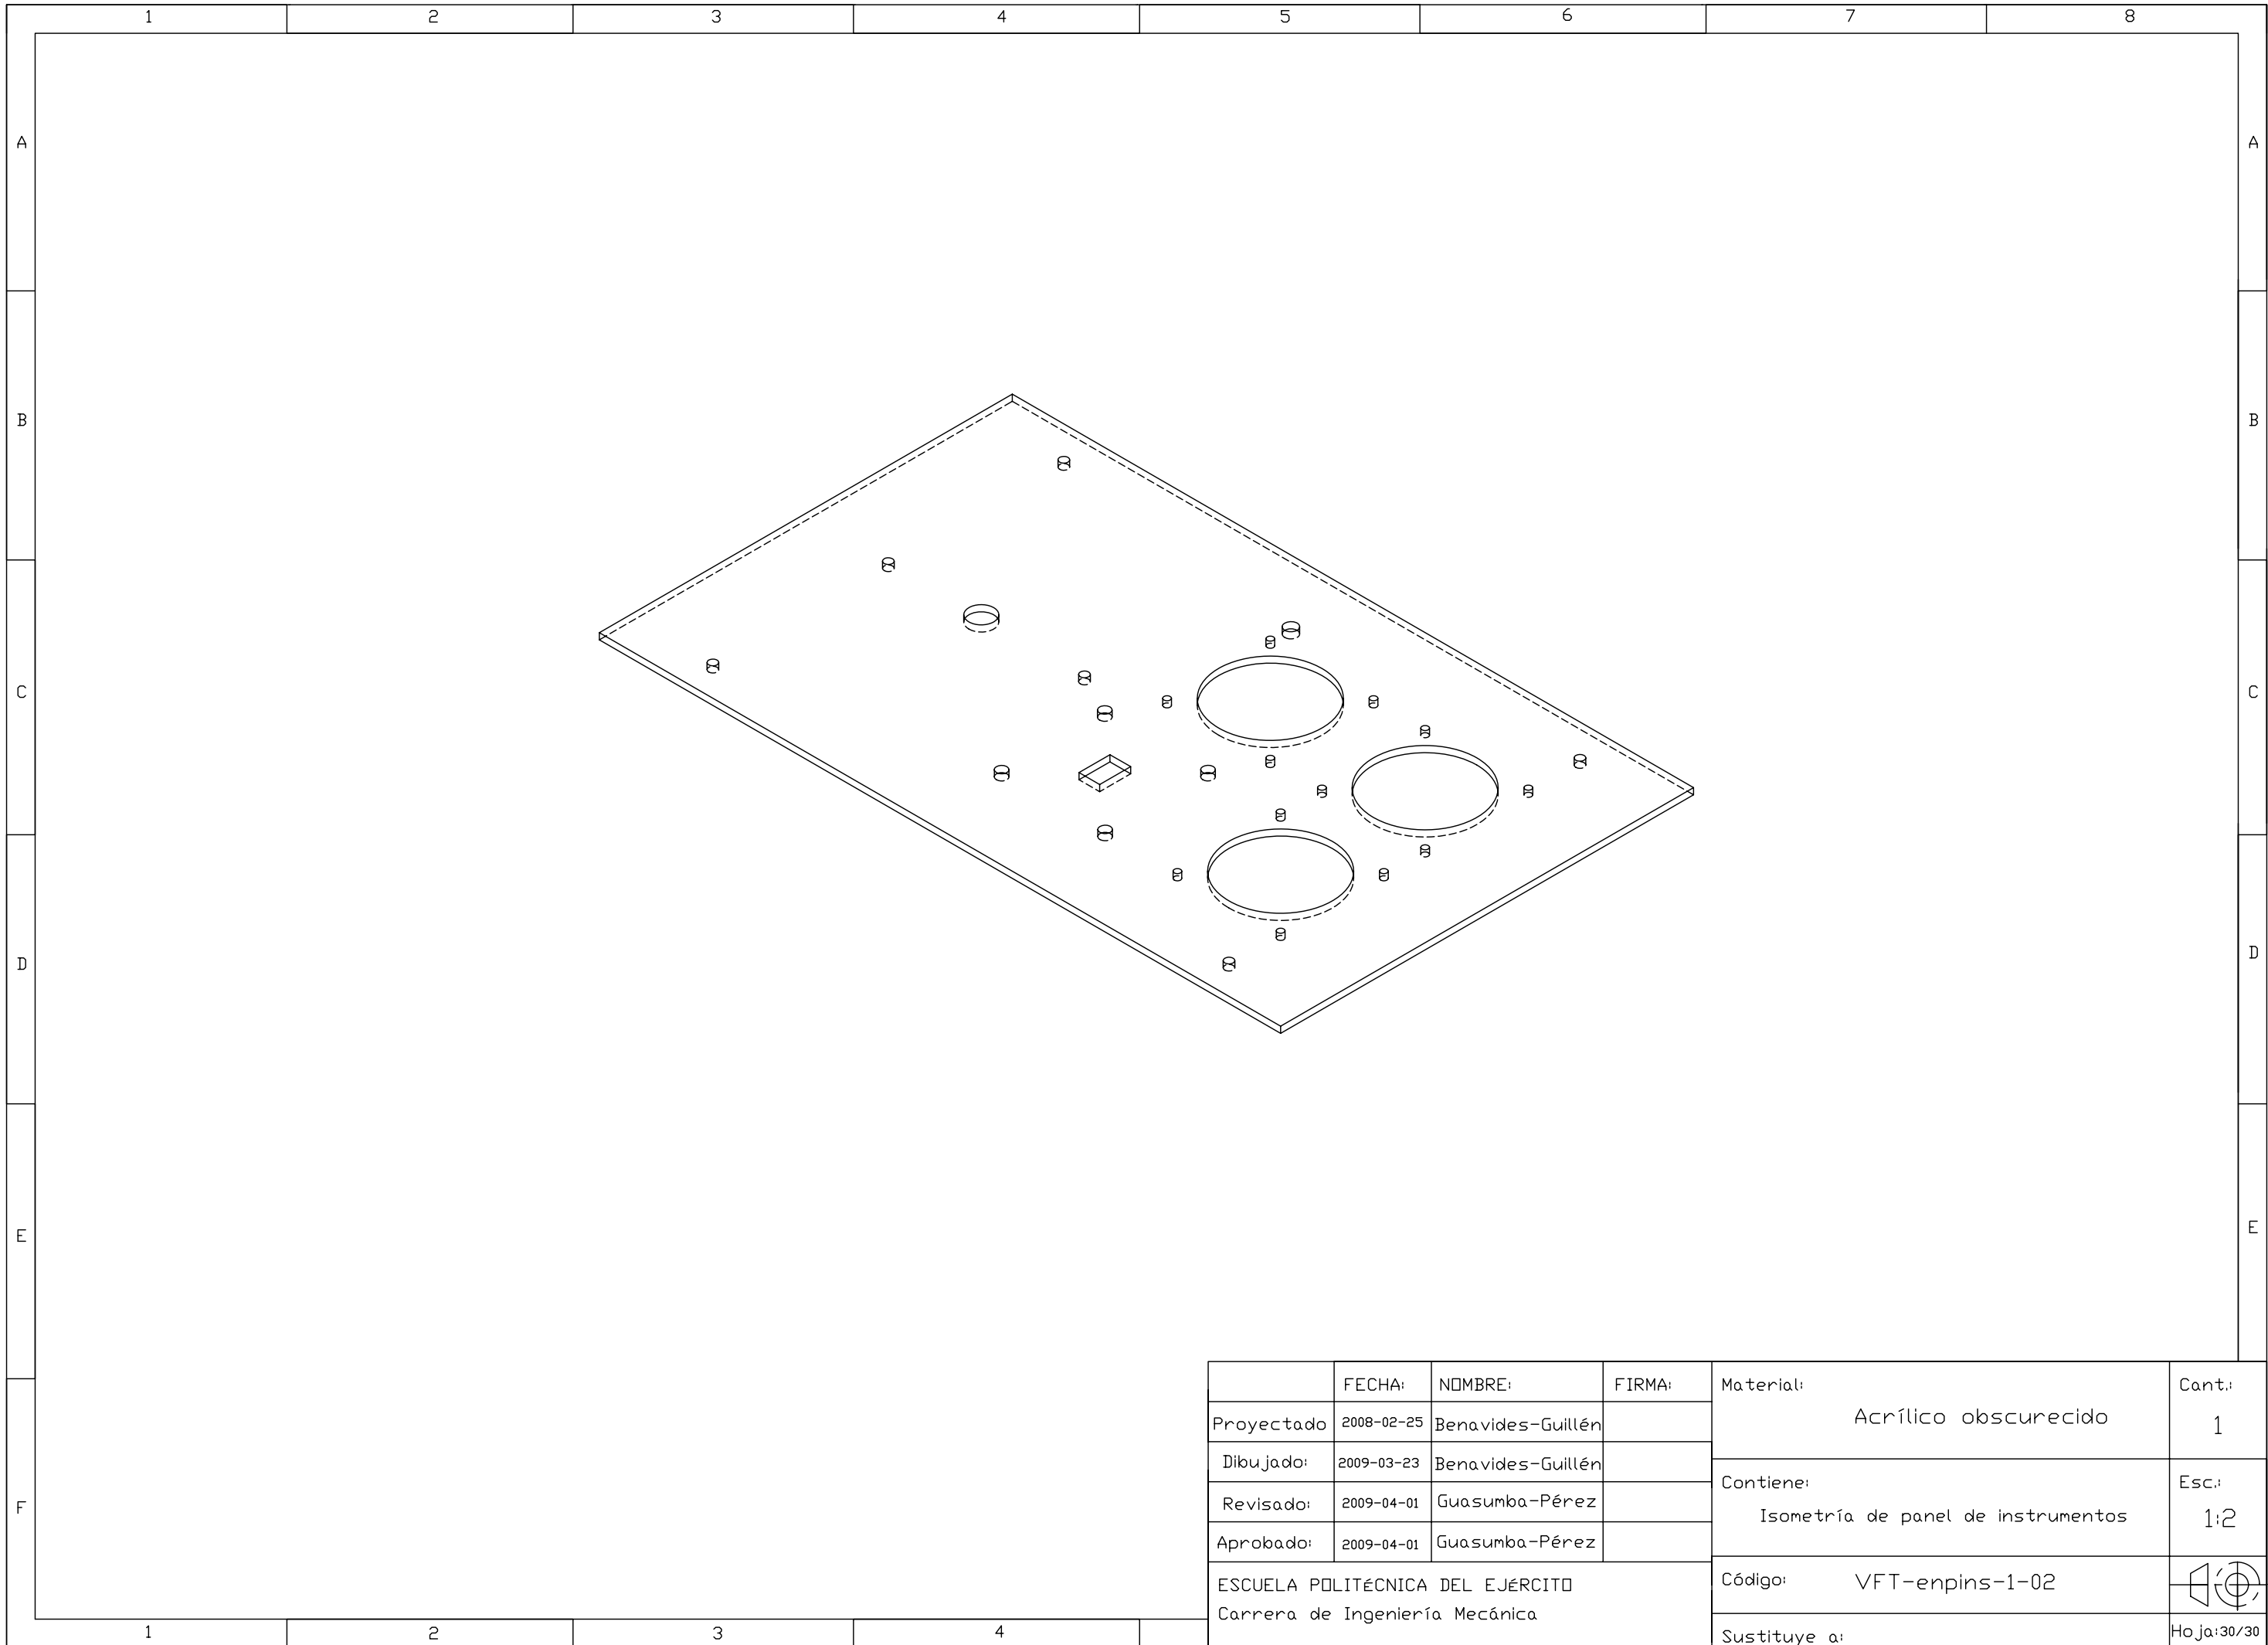 1 2 3 4 5 6 7 8
A A
B B
C C
D D
E E
F
FECHA: NOMBRE: FIRMA:
Proyectado 2008-02-25 Benavides-Guillén
Dibujado: 2009-03-23 Benavides-Guillén
Revisado: 2009-04-01 Guasumba-Pérez
Aprobado: 2009-04-01 Guasumba-Pérez
ESCUELA POLITÉCNICA DEL EJÉRCITO
Carrera de Ingeniería Mecánica
Material:
Acrílico obscurecido
Cant.:
1
Contiene:
Isometría de panel de instrumentos
Esc.:
1:2
Código: VFT-enpins-1-02
Sustituye a:
Hoja:30/30
1 2 3 4